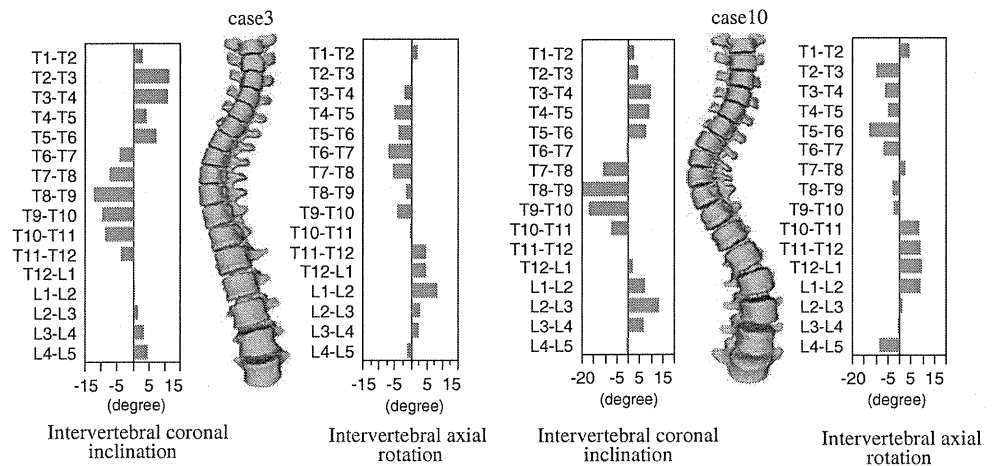 case3
case10
T1-T2
T2-T3
T3-T4
T4-T5
T5-T6
T6-T7
T7-T8
T8-T9
T9-T10
T10-T11
T11-T12
T12-L1
L1-L2
L2-L3
L3-L4
L4-L5
-15 -5 5 15
(degree)
Intervertebral coronal
inclination
T1-T2
T2-T3
T3-T4
T4-T5
T5-T6
T6-T7
T7-T8
T8-T9
T9-T10
T10-T11
T11-T12
T12-L1
L1-L2
L2-L3
L3-L4
L4-L5
-15 -5 5 15
(degree)
Intervertebral axial
rotation
T1-T2
T2-T3
T3-T4
T4-T5
T5-T6
T6-T7
T7-T8
T8-T9
T9-T10
T10-T11
T11-T12
T12-L1
L1-L2
L2-L3
L3-L4
L4-L5
-20 -5 5 15
(degree)
Intervertebral coronal
inclination
T1-T2
T2-T3
T3-T4
T4-T5
T5-T6
T6-T7
T7-T8
T8-T9
T9-T10
T10-T11
T11-T12
T12-L1
L1-L2
L2-L3
L3-L4
L4-L5
-20 -5 5 15
(degree)
Intervertebral axial
rotation